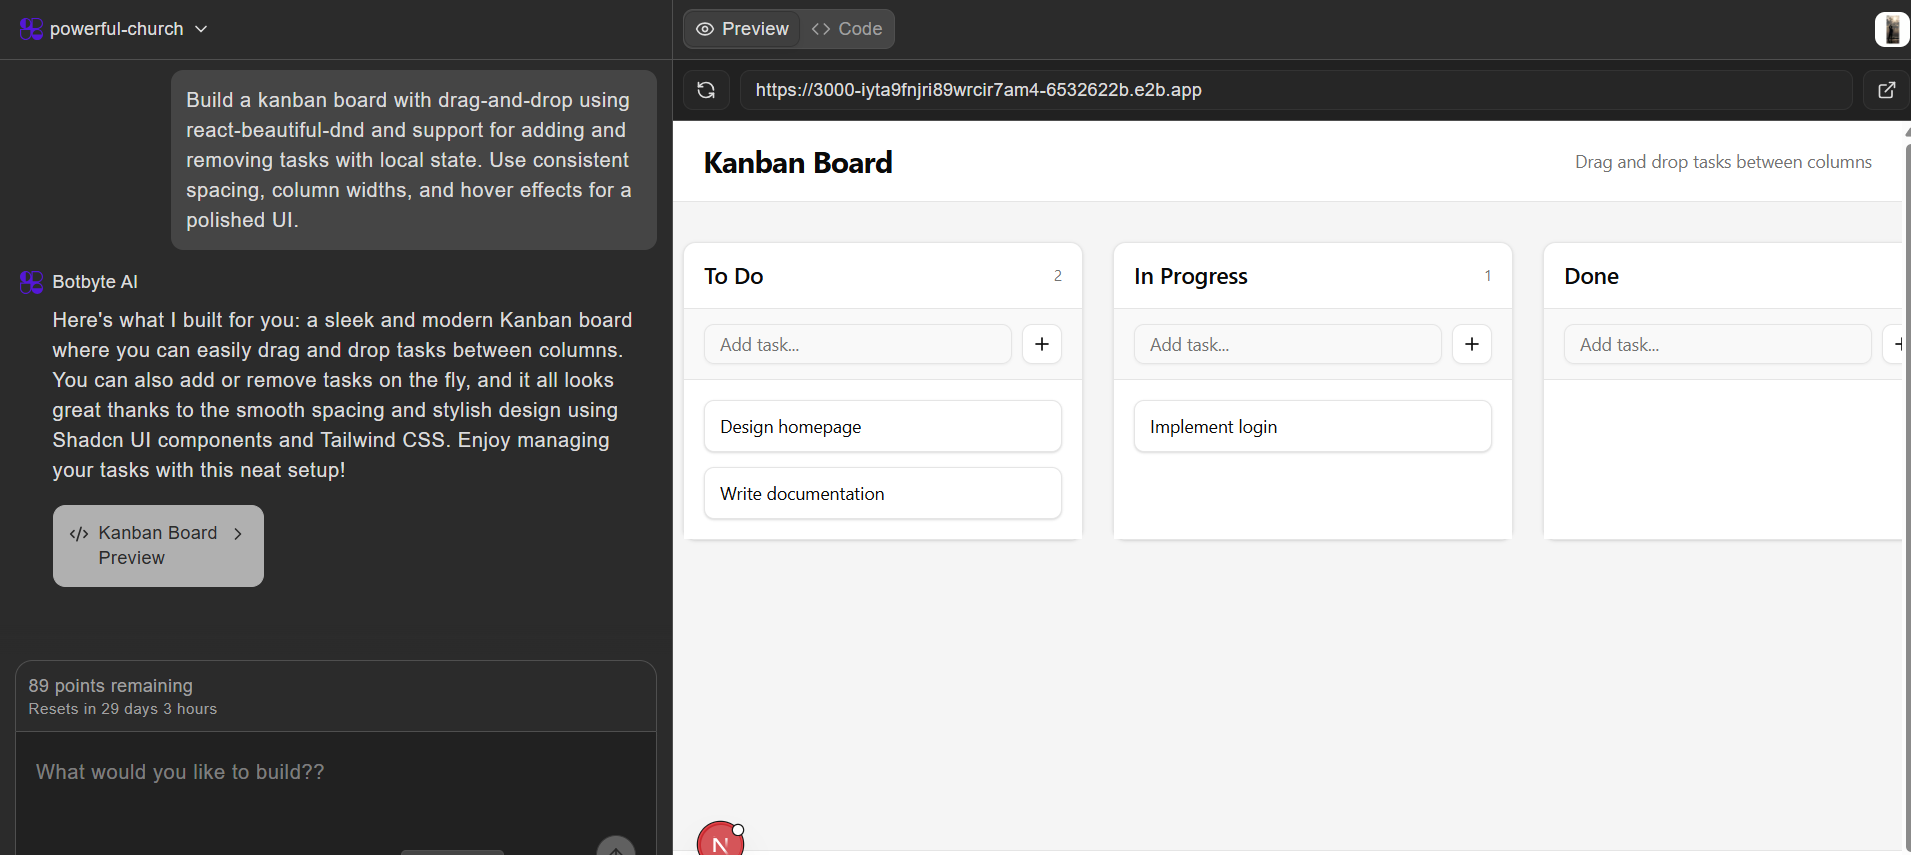 powerful-church
Build a kanban board with drag-and-drop using
react-beautiful-dnd and support for adding and
removing tasks with local state. Use consistent
spacing, column widths, and hover effects for a
polished UI.
Botbyte AI
Here's what I built for you: a sleek and modern Kanban board
where you can easily drag and drop tasks between columns.
You can also add or remove tasks on the fly, and it all looks
great thanks to the smooth spacing and stylish design using
Shadcn UI components and Tailwind CSS. Enjoy managing
your tasks with this neat setup!
</> Kanban Board
Preview
89 points remaining
Resets in 29 days 3 hours
What would you like to build??
Preview <> Code
https://3000-iyta9fnjri89wrcir7am4-6532622b.e2b.app
Kanban Board
Drag and drop tasks between columns
To Do 2
Add task... +
Design homepage
Write documentation
In Progress 1
Add task... +
Implement login
Done
Add task... +
N